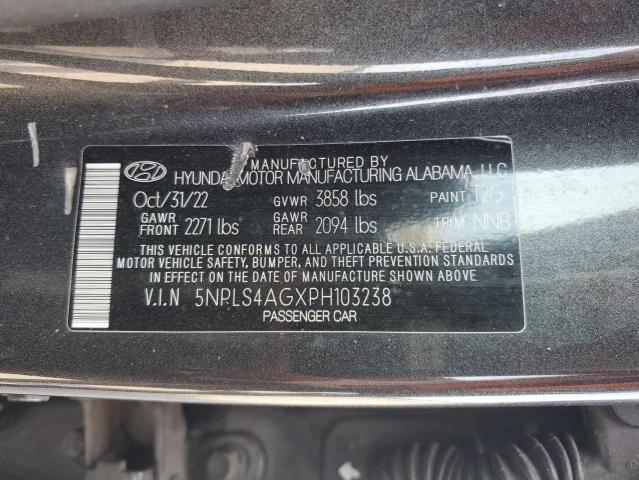 MANUFACTURED BY
HYUNDAI MOTOR MANUFACTURING ALABAMA, LLC
Oct/31/22 GVWR 3858 lbs PAINT T2G
GAWR FRONT 2271 lbs GAWR REAR 2094 lbs TRIM NNB
THIS VEHICLE CONFORMS TO ALL APPLICABLE U.S.A. FEDERAL
MOTOR VEHICLE SAFETY, BUMPER, AND THEFT PREVENTION STANDARDS
IN EFFECT ON THE DATE OF MANUFACTURE SHOWN ABOVE.
V.I.N 5NPLS4AGXPH103238
PASSENGER CAR